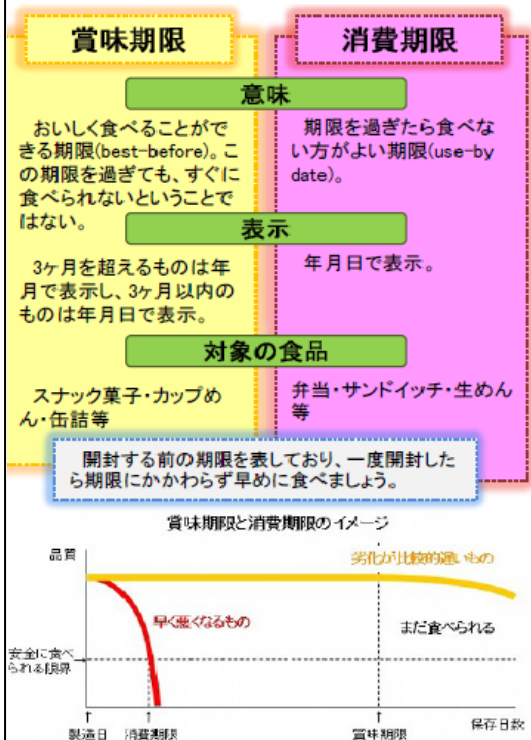 賞味期限
消費期限
意味
おいしく食べることがで
きる期限(best-before)。こ
の期限を過ぎても、すぐに
食べられないということで
はない。
期限を過ぎたら食べな
い方がよい期限(use-by
date)。
表示
3ヶ月を超えるものは年
月で表示し、3ヶ月以内の
ものは年月日で表示。
年月日で表示。
対象の食品
スナック菓子・カップめ
ん・缶詰等
弁当・サンドイッチ・生めん
等
開封する前の期限を表しており、一度開封した
ら期限にかかわらず早めに食べましょう。
賞味期限と消費期限のイメージ
品質
劣化が比較的遅いもの
早く悪くなるもの
まだ食べられる
安全に食べ
られる限界
製造日
消費期限
賞味期限
保存日数